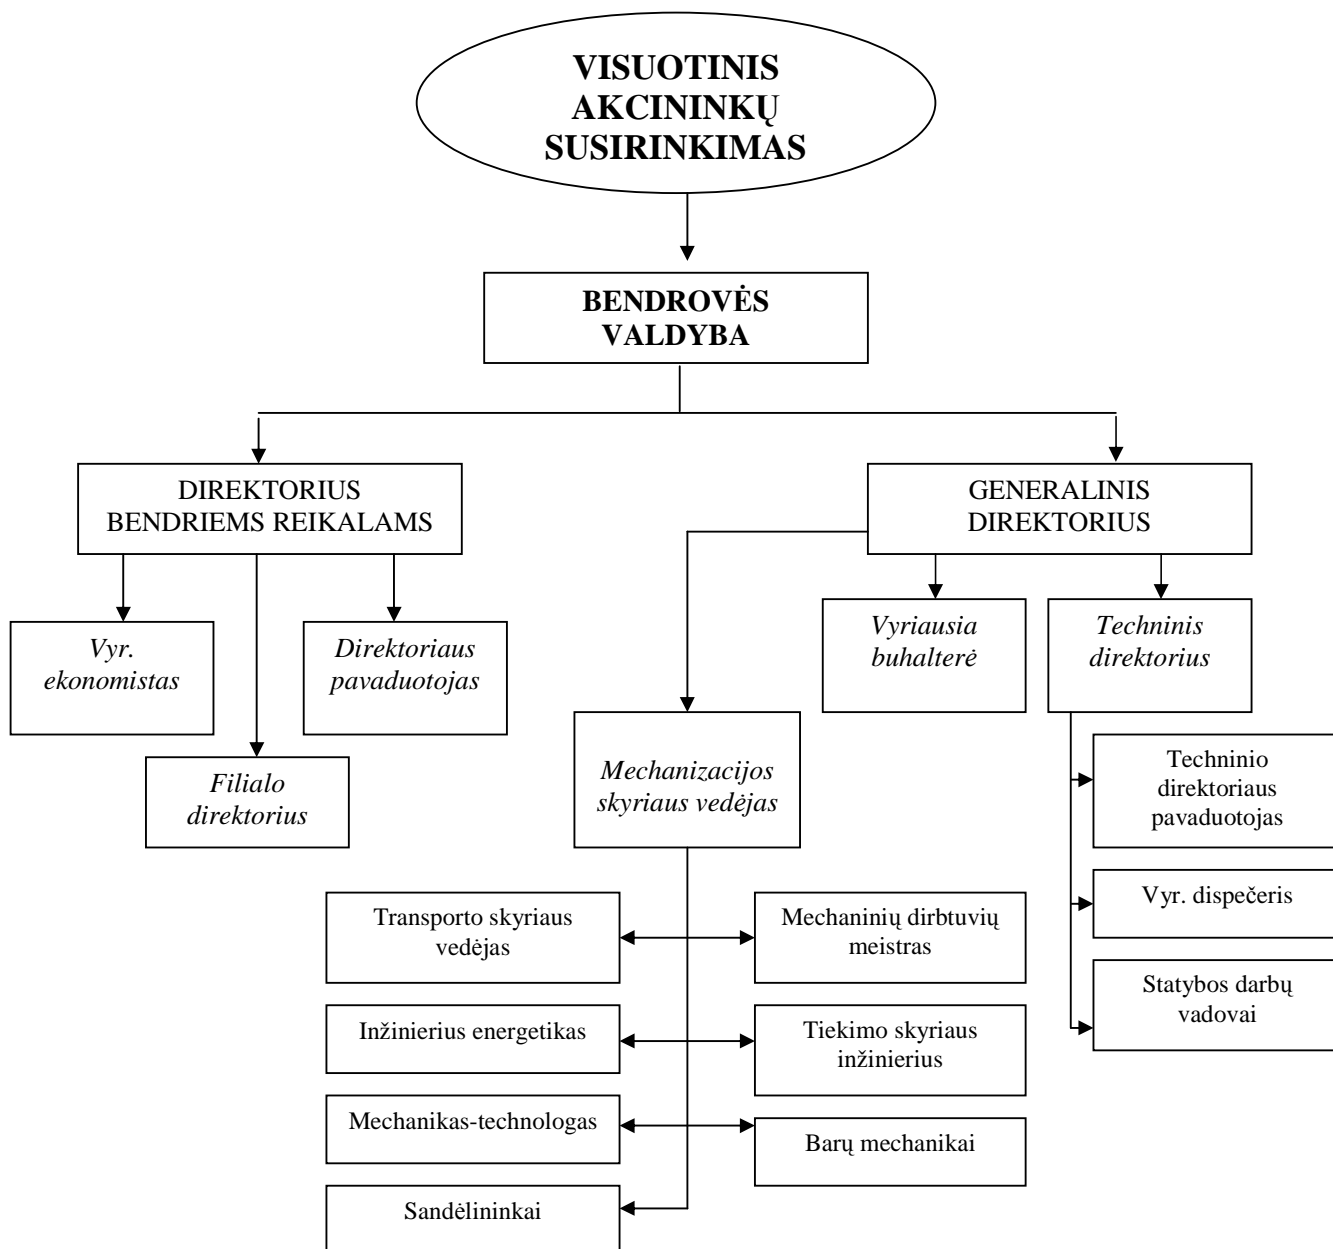 VISUOTINIS
AKCININKŲ
SUSIRINKIMAS
BENDROVĖS
VALDYBA
DIREKTORIUS
BENDRIEMS REIKALAMS
GENERALINIS
DIREKTORIUS
Vyr.
ekonomistas
Direktoriaus
pavaduotojas
Filialo
direktorius
Vyriausia
buhalterė
Techninis
direktorius
Mechanizacijos
skyriaus vedėjas
Techninio
direktoriaus
pavaduotojas
Vyr. dispečeris
Statybos darbų
vadovai
Transporto skyriaus
vedėjas
Mechaninių dirbtuvių
meistras
Inžinierius energetikas
Tiekimo skyriaus
inžinierius
Mechanikas-technologas
Barų mechanikai
Sandėlininkai